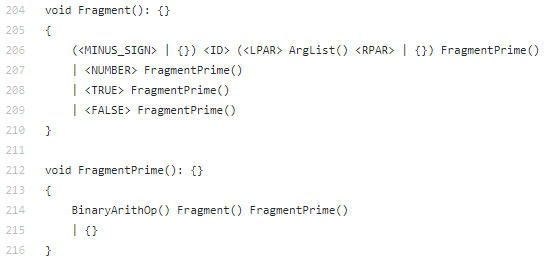 204 void Fragment(): {}
205 {
206 (<MINUS_SIGN> | {}) <ID> (<LPAR> ArgList() <RPAR> | {}) FragmentPrime()
207 | <NUMBER> FragmentPrime()
208 | <TRUE> FragmentPrime()
209 | <FALSE> FragmentPrime()
210 }
211
212 void FragmentPrime(): {}
213 {
214 BinaryArithOp() Fragment() FragmentPrime()
215 | {}
216 }